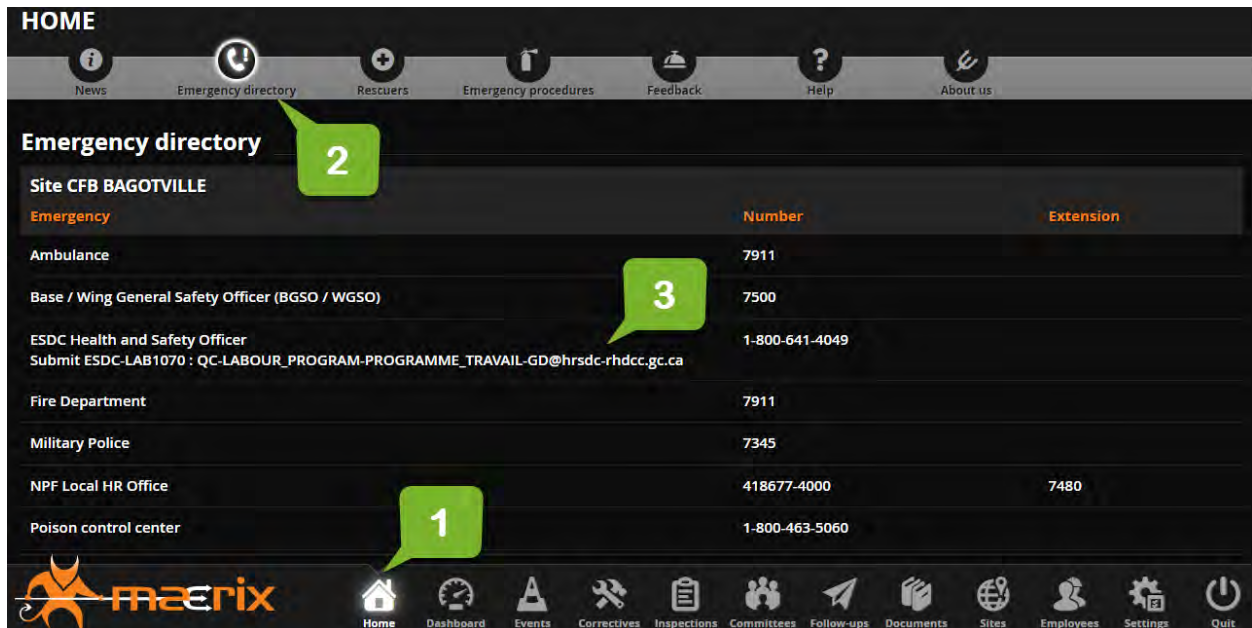 HOME
News Emergency directory Rescuers Emergency procedures Feedback Help About us
Emergency directory
2
Site CFB BAGOTVILLE
Emergency Number Extension
Ambulance 7911
Base / Wing General Safety Officer (BGSO / WGSO) 7500
3
ESDC Health and Safety Officer 1-800-641-4049
Submit ESDC-LAB1070 : QC-LABOUR_PROGRAM-PROGRAMME_TRAVAIL-GD@hrsdc-rhdcc.gc.ca
Fire Department 7911
Military Police 7345
NPF Local HR Office 418677-4000 7480
Poison control center 1-800-463-5060
1
maerix
Home Dashboard Events Correctives Inspections Committees Follow-ups Documents Sites Employees Settings Quit